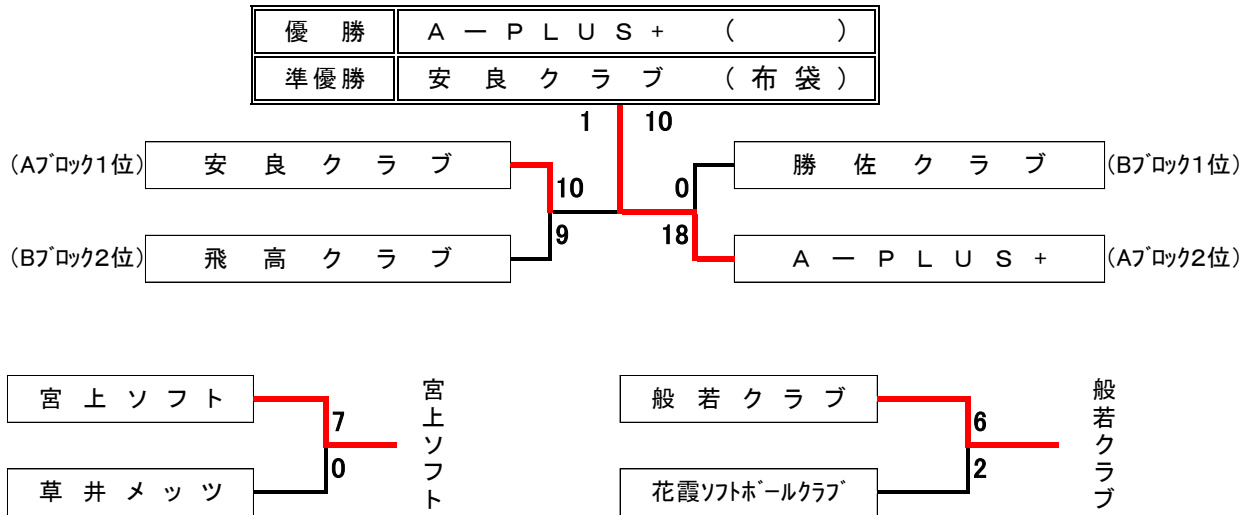 優勝 A－PLUS+ （ ）
準優勝 安良クラブ （布袋）
1 10
(Aﾌﾞﾛｯｸ1位) 安良クラブ 勝佐クラブ (Bﾌﾞﾛｯｸ1位)
10 0
9 18
(Bﾌﾞﾛｯｸ2位) 飛高クラブ A－PLUS+ (Aﾌﾞﾛｯｸ2位)
宮上ソフト 般若クラブ
7 宮上ソフト 6 般若クラブ
0 2
草井メッツ 花霞ｿﾌﾄﾎﾞｰﾙｸﾗﾌﾞ